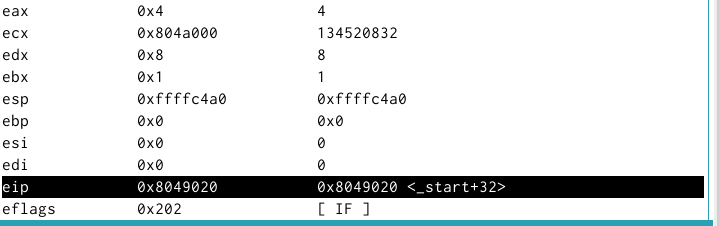 eax 0x4 4
ecx 0x804a000 134520832
edx 0x8 8
ebx 0x1 1
esp 0xffffc4a0 0xffffc4a0
ebp 0x0 0x0
esi 0x0 0
edi 0x0 0
eip 0x8049020 0x8049020 <_start+32>
eflags 0x202 [ IF ]